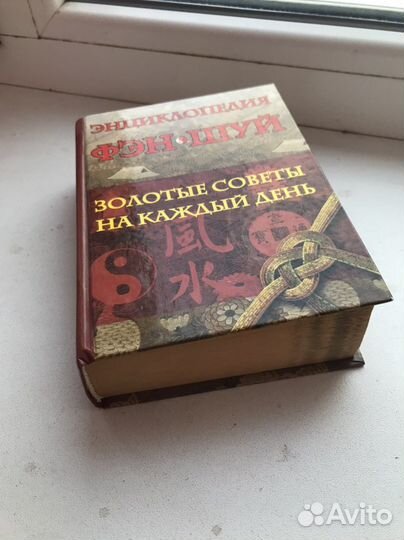 ЭНЦИКЛОПЕДИЯ
ФЭН-ШУЙ
ЗОЛОТЫЕ СОВЕТЫ
НА КАЖДЫЙ ДЕНЬ
風
水
Avito